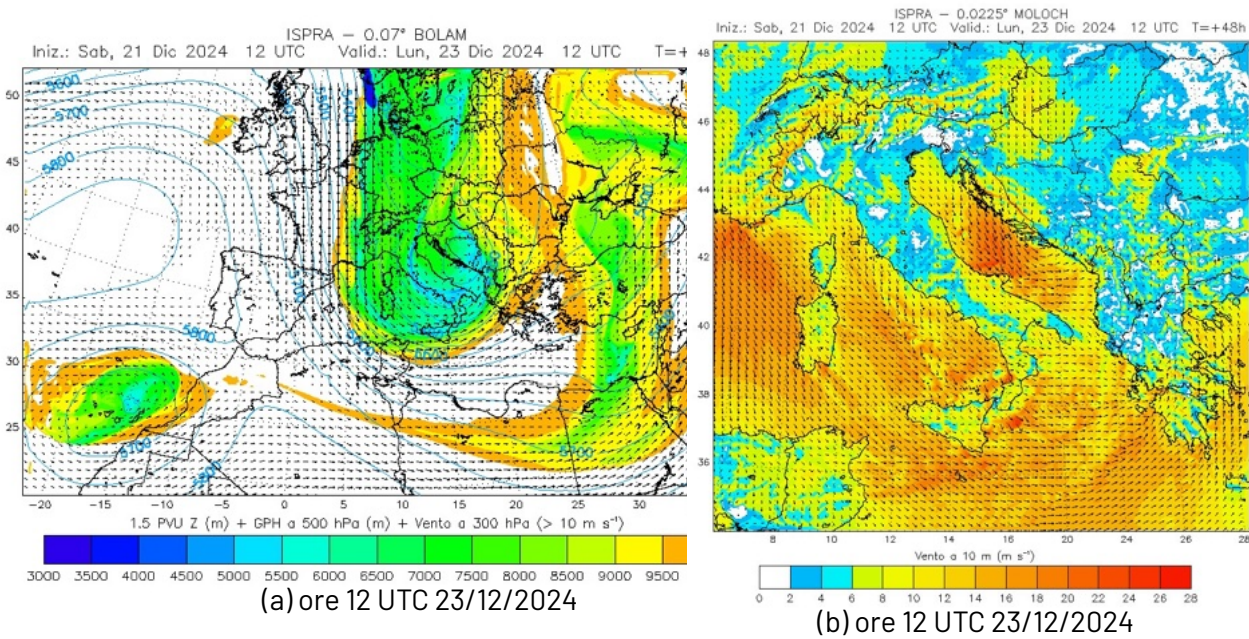 ISPRA – 0.07° BOLAM
Iniz.: Sab, 21 Dic 2024 12 UTC Valid.: Lun, 23 Dic 2024 12 UTC T=+
50
45
40
35
30
25
5600
5700
5800
5800
5700
5700
−20 −15 −10 −5 0 5 10 15 20 25 30
1.5 PVU Z (m) + GPH a 500 hPa (m) + Vento a 300 hPa (> 10 m s⁻¹)
3000 3500 4000 4500 5000 5500 6000 6500 7000 7500 8000 8500 9000 9500
(a) ore 12 UTC 23/12/2024
ISPRA – 0.0225° MOLOCH
Iniz.: Sab, 21 Dic 2024 12 UTC Valid.: Lun, 23 Dic 2024 12 UTC T=+48h
48
46
44
42
40
38
36
8 10 12 14 16 18 20 22 24 26 28
Vento a 10 m (m s⁻¹)
0 2 4 6 8 10 12 14 16 18 20 22 24 26 28
(b) ore 12 UTC 23/12/2024